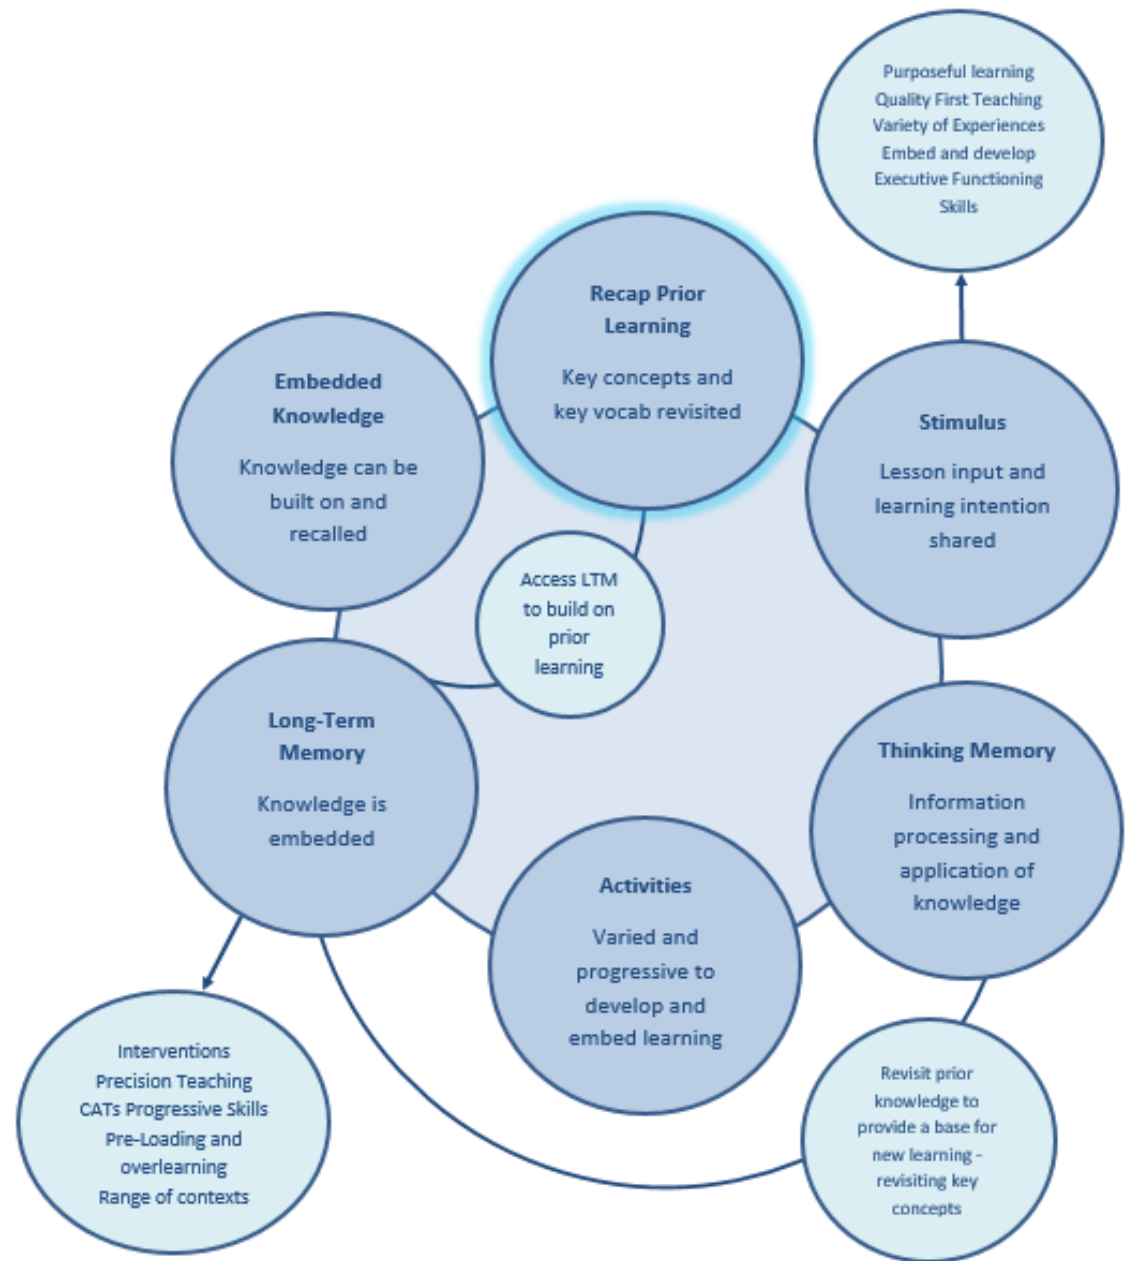 Purposeful learning
Quality First Teaching
Variety of Experiences
Embed and develop
Executive Functioning
Skills
Recap Prior
Learning
Key concepts and
key vocab revisited
Stimulus
Lesson input and
learning intention
shared
Thinking Memory
Information
processing and
application of
knowledge
Revisit prior
knowledge to
provide a base for
new learning -
revisiting key
concepts
Activities
Varied and
progressive to
develop and
embed learning
Long-Term
Memory
Knowledge is
embedded
Interventions
Precision Teaching
CATs Progressive Skills
Pre-Loading and
overlearning
Range of contexts
Embedded
Knowledge
Knowledge can be
built on and
recalled
Access LTM
to build on
prior
learning